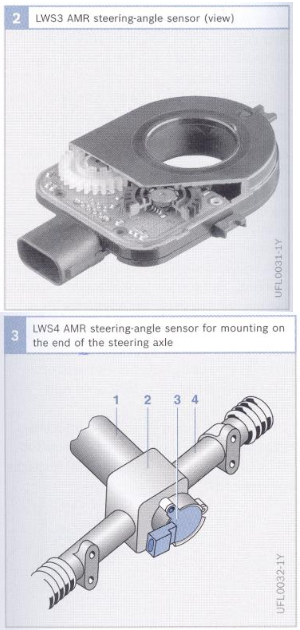 2 LWS3 AMR steering-angle sensor (view)
UFL0031-1Y
3 LWS4 AMR steering-angle sensor for mounting on
the end of the steering axle
1 2 3 4
UFL0032-1Y